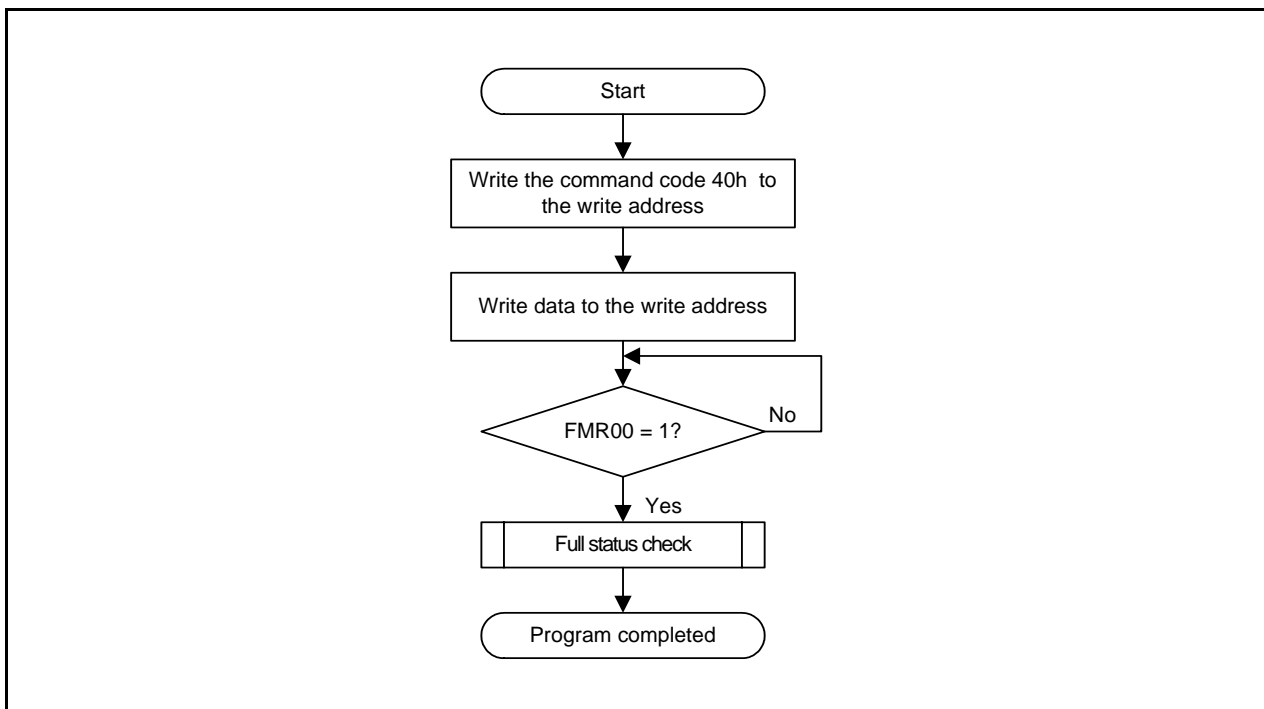 Start
Write the command code 40h to
the write address
Write data to the write address
FMR00 = 1?
No
Yes
Full status check
Program completed